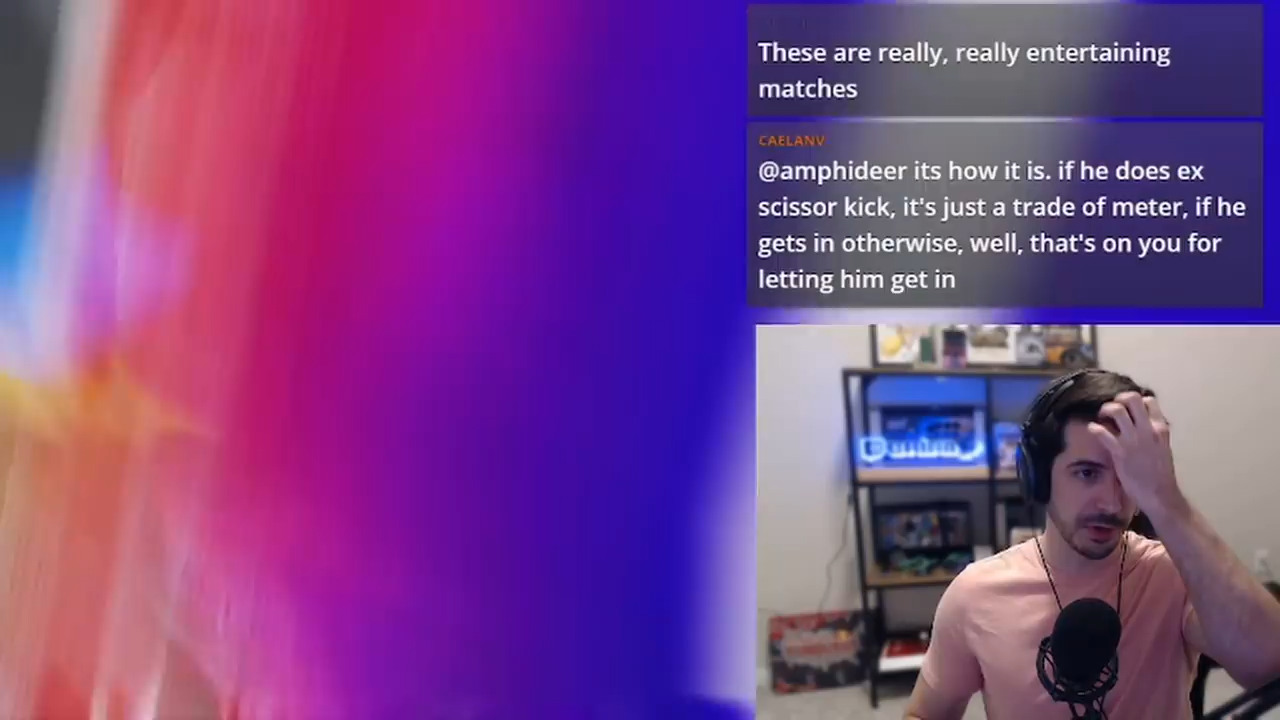 These are really, really entertaining
matches
CAELANV
@amphideer its how it is. if he does ex
scissor kick, it's just a trade of meter, if he
gets in otherwise, well, that's on you for
letting him get in